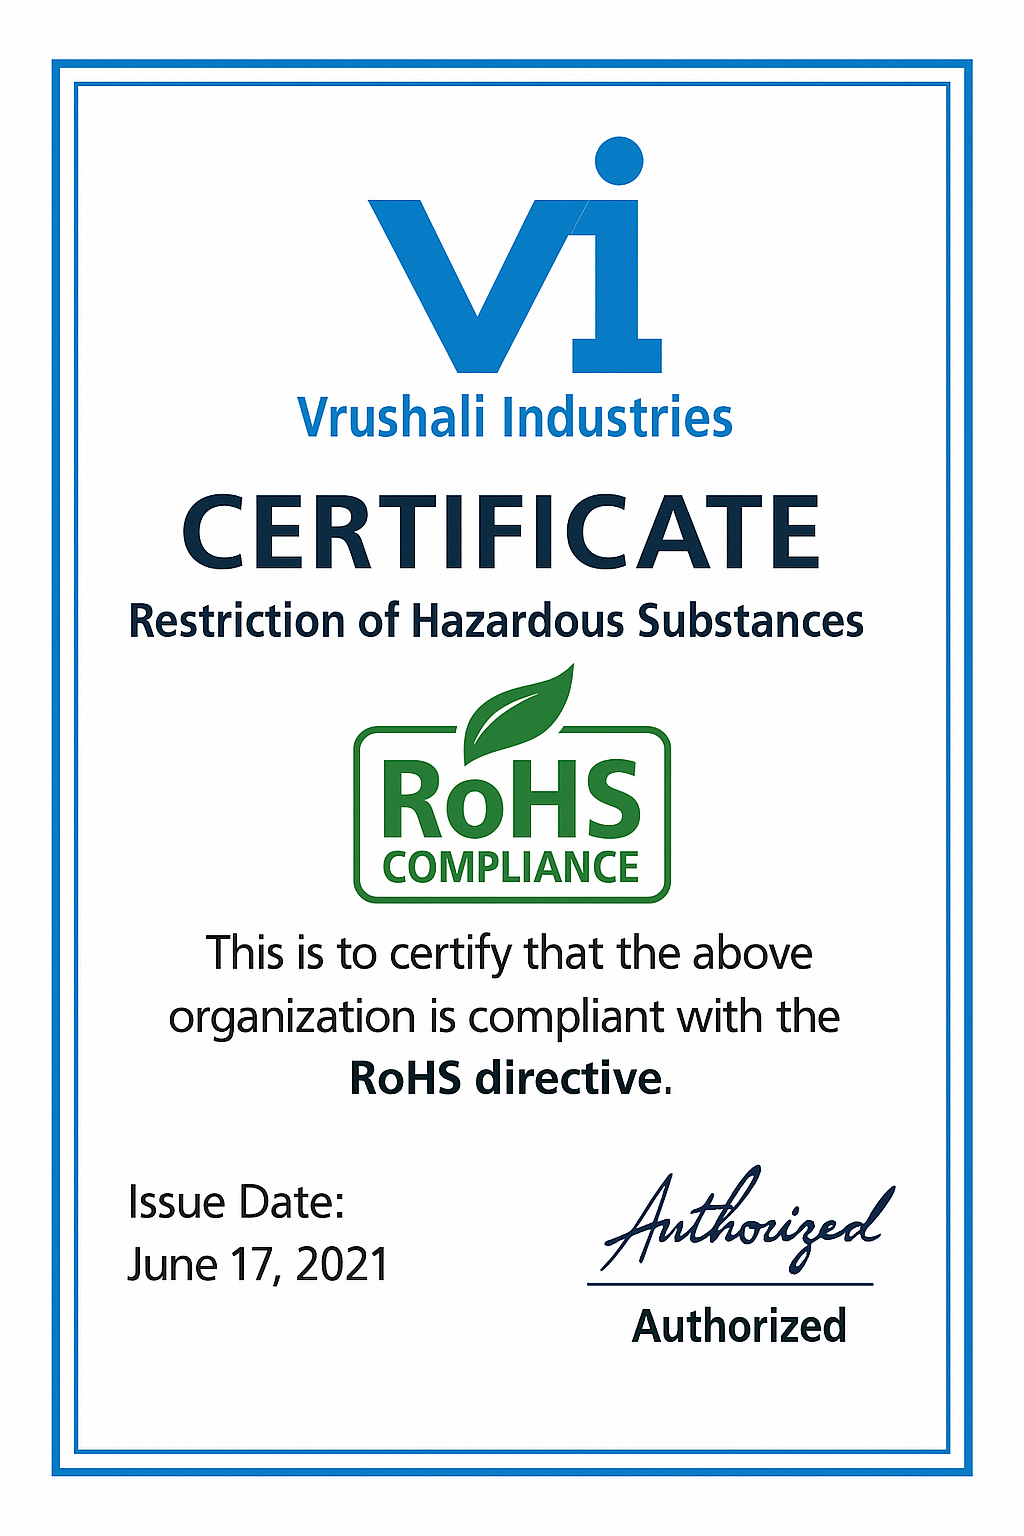 vi
Vrushali Industries
CERTIFICATE
Restriction of Hazardous Substances
RoHS
COMPLIANCE
This is to certify that the above
organization is compliant with the
RoHS directive.
Issue Date:
June 17, 2021
Authorized
Authorized